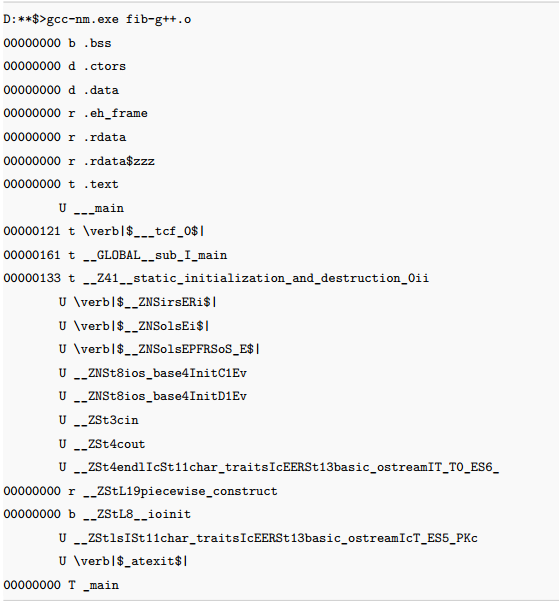 D:**$>gcc-nm.exe fib-g++.o
00000000 b .bss
00000000 d .ctors
00000000 d .data
00000000 r .eh_frame
00000000 r .rdata
00000000 r .rdata$zzz
00000000 t .text
U ___main
00000121 t \verb|$___tcf_0$|
00000161 t __GLOBAL__sub_I_main
00000133 t __Z41__static_initialization_and_destruction_0ii
U \verb|$__ZNSirsERi$|
U \verb|$__ZNSolsEi$|
U \verb|$__ZNSolsEPFRSoS_E$|
U __ZNSt8ios_base4InitC1Ev
U __ZNSt8ios_base4InitD1Ev
U __ZSt3cin
U __ZSt4cout
U __ZSt4endlIcSt11char_traitsIcEERSt13basic_ostreamIT_T0_ES6_
00000000 r __ZStL19piecewise_construct
00000000 b __ZStL8__ioinit
U __ZStlsISt11char_traitsIcEERSt13basic_ostreamIcT_ES5_PKc
U \verb|$_atexit$|
00000000 T _main